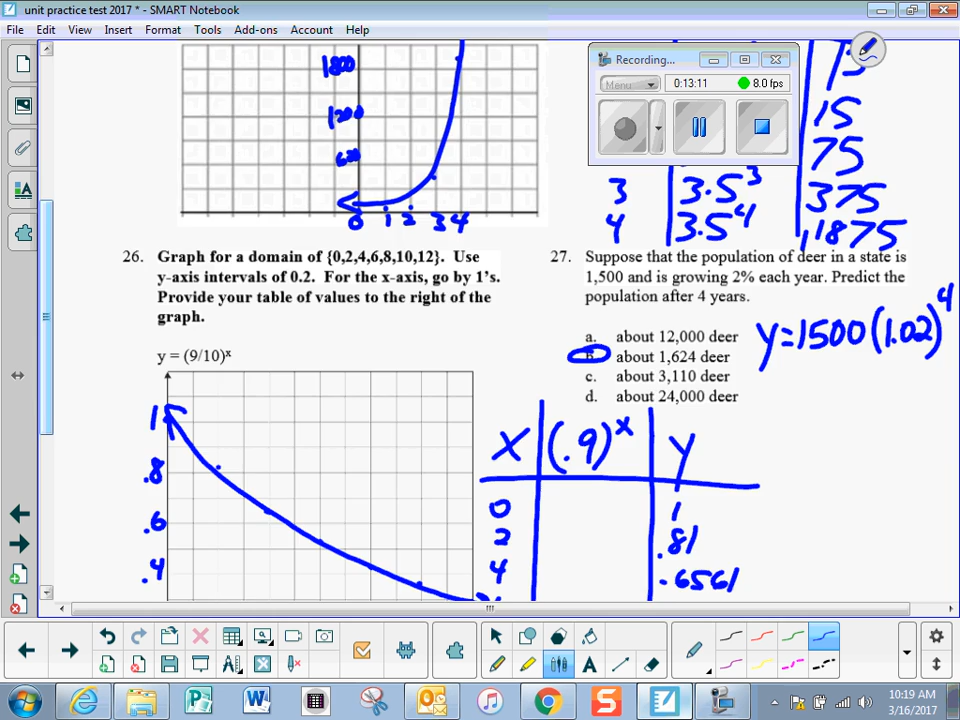 unit practice test 2017 * - SMART Notebook
File Edit View Insert Format Tools Add-ons Account Help
Recording...
Menu
0:13:11
8.0 fps
1800
1200
600
0 1 2 3 4
75
15
75
3 3·5³ 375
4 3·5⁴ 1,1875
26. Graph for a domain of {0,2,4,6,8,10,12}. Use
y-axis intervals of 0.2. For the x-axis, go by 1's.
Provide your table of values to the right of the
graph.
y = (9/10)ˣ
1
.8
.6
.4
27. Suppose that the population of deer in a state is
1,500 and is growing 2% each year. Predict the
population after 4 years.
a. about 12,000 deer
b. about 1,624 deer
c. about 3,110 deer
d. about 24,000 deer
y=1500(1.02)⁴
x (.9)ˣ y
0 1
2 .81
4 .6561
10:19 AM
3/16/2017